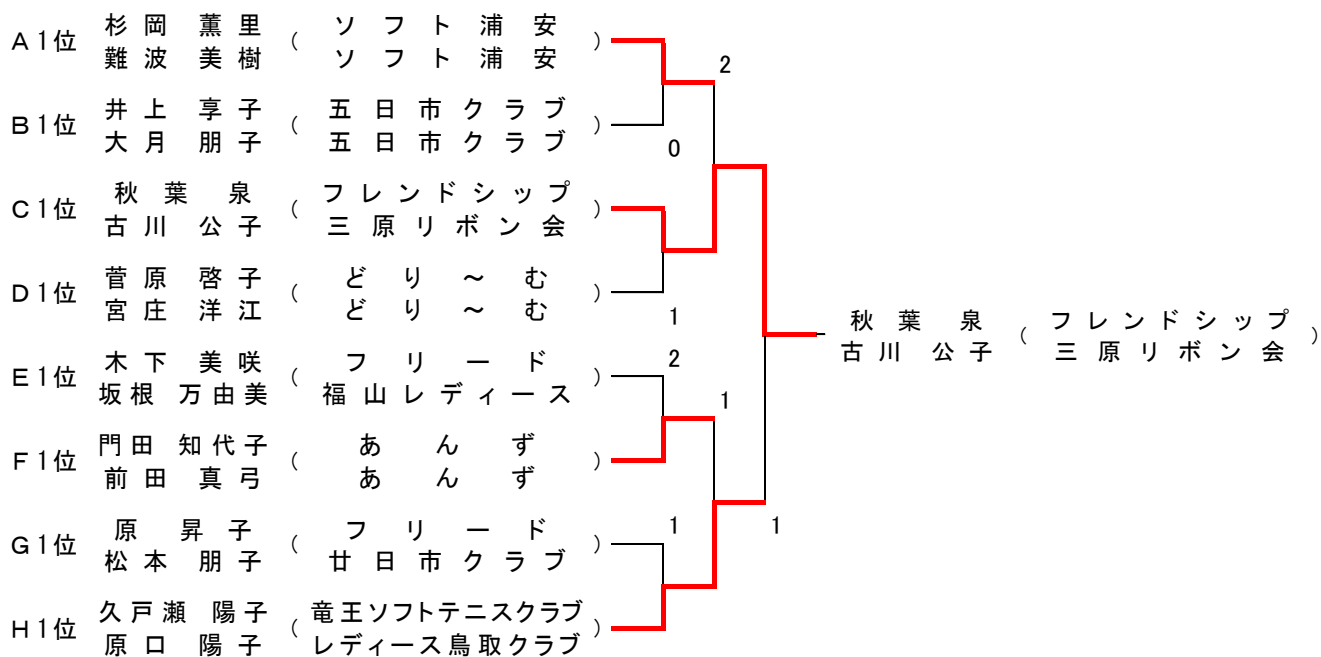 A1位 杉岡 薫里 ( ソフト浦安 )
難波 美樹 ソフト浦安
2
B1位 井上 享子 ( 五日市クラブ )
大月 朋子 五日市クラブ
0
C1位 秋葉 泉 ( フレンドシップ )
古川 公子 三原リボン会
D1位 菅原 啓子 ( どり～む )
宮庄 洋江 どり～む
1
秋葉 泉 ( フレンドシップ )
古川 公子 三原リボン会
E1位 木下 美咲 ( フリード )
坂根 万由美 福山レディース
2
1
F1位 門田 知代子 ( あんず )
前田 真弓 あんず
G1位 原 昇子 ( フリード )
松本 朋子 廿日市クラブ
1
1
H1位 久戸瀬 陽子 ( 竜王ソフトテニスクラブ )
原口 陽子 レディース鳥取クラブ